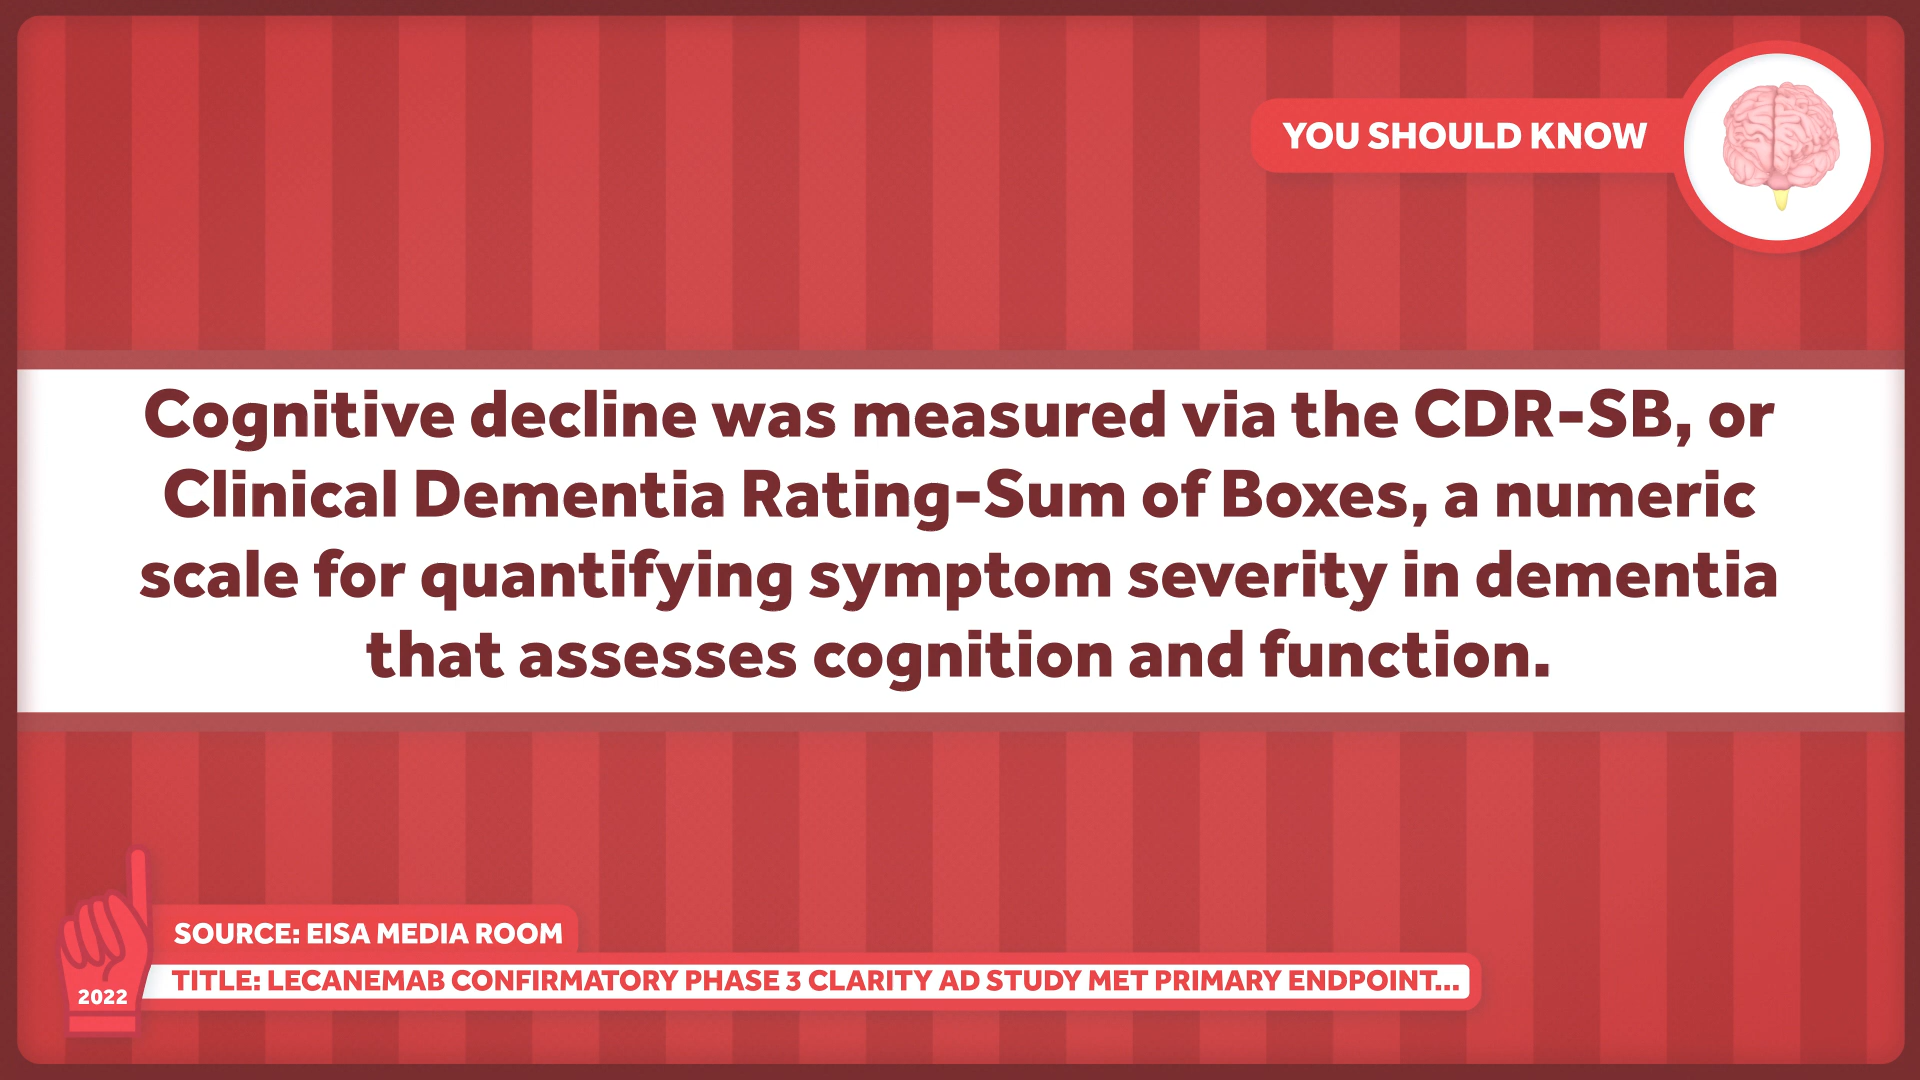 YOU SHOULD KNOW
Cognitive decline was measured via the CDR-SB, or
Clinical Dementia Rating-Sum of Boxes, a numeric
scale for quantifying symptom severity in dementia
that assesses cognition and function.
SOURCE: EISA MEDIA ROOM
TITLE: LECANEMAB CONFIRMATORY PHASE 3 CLARITY AD STUDY MET PRIMARY ENDPOINT...
2022